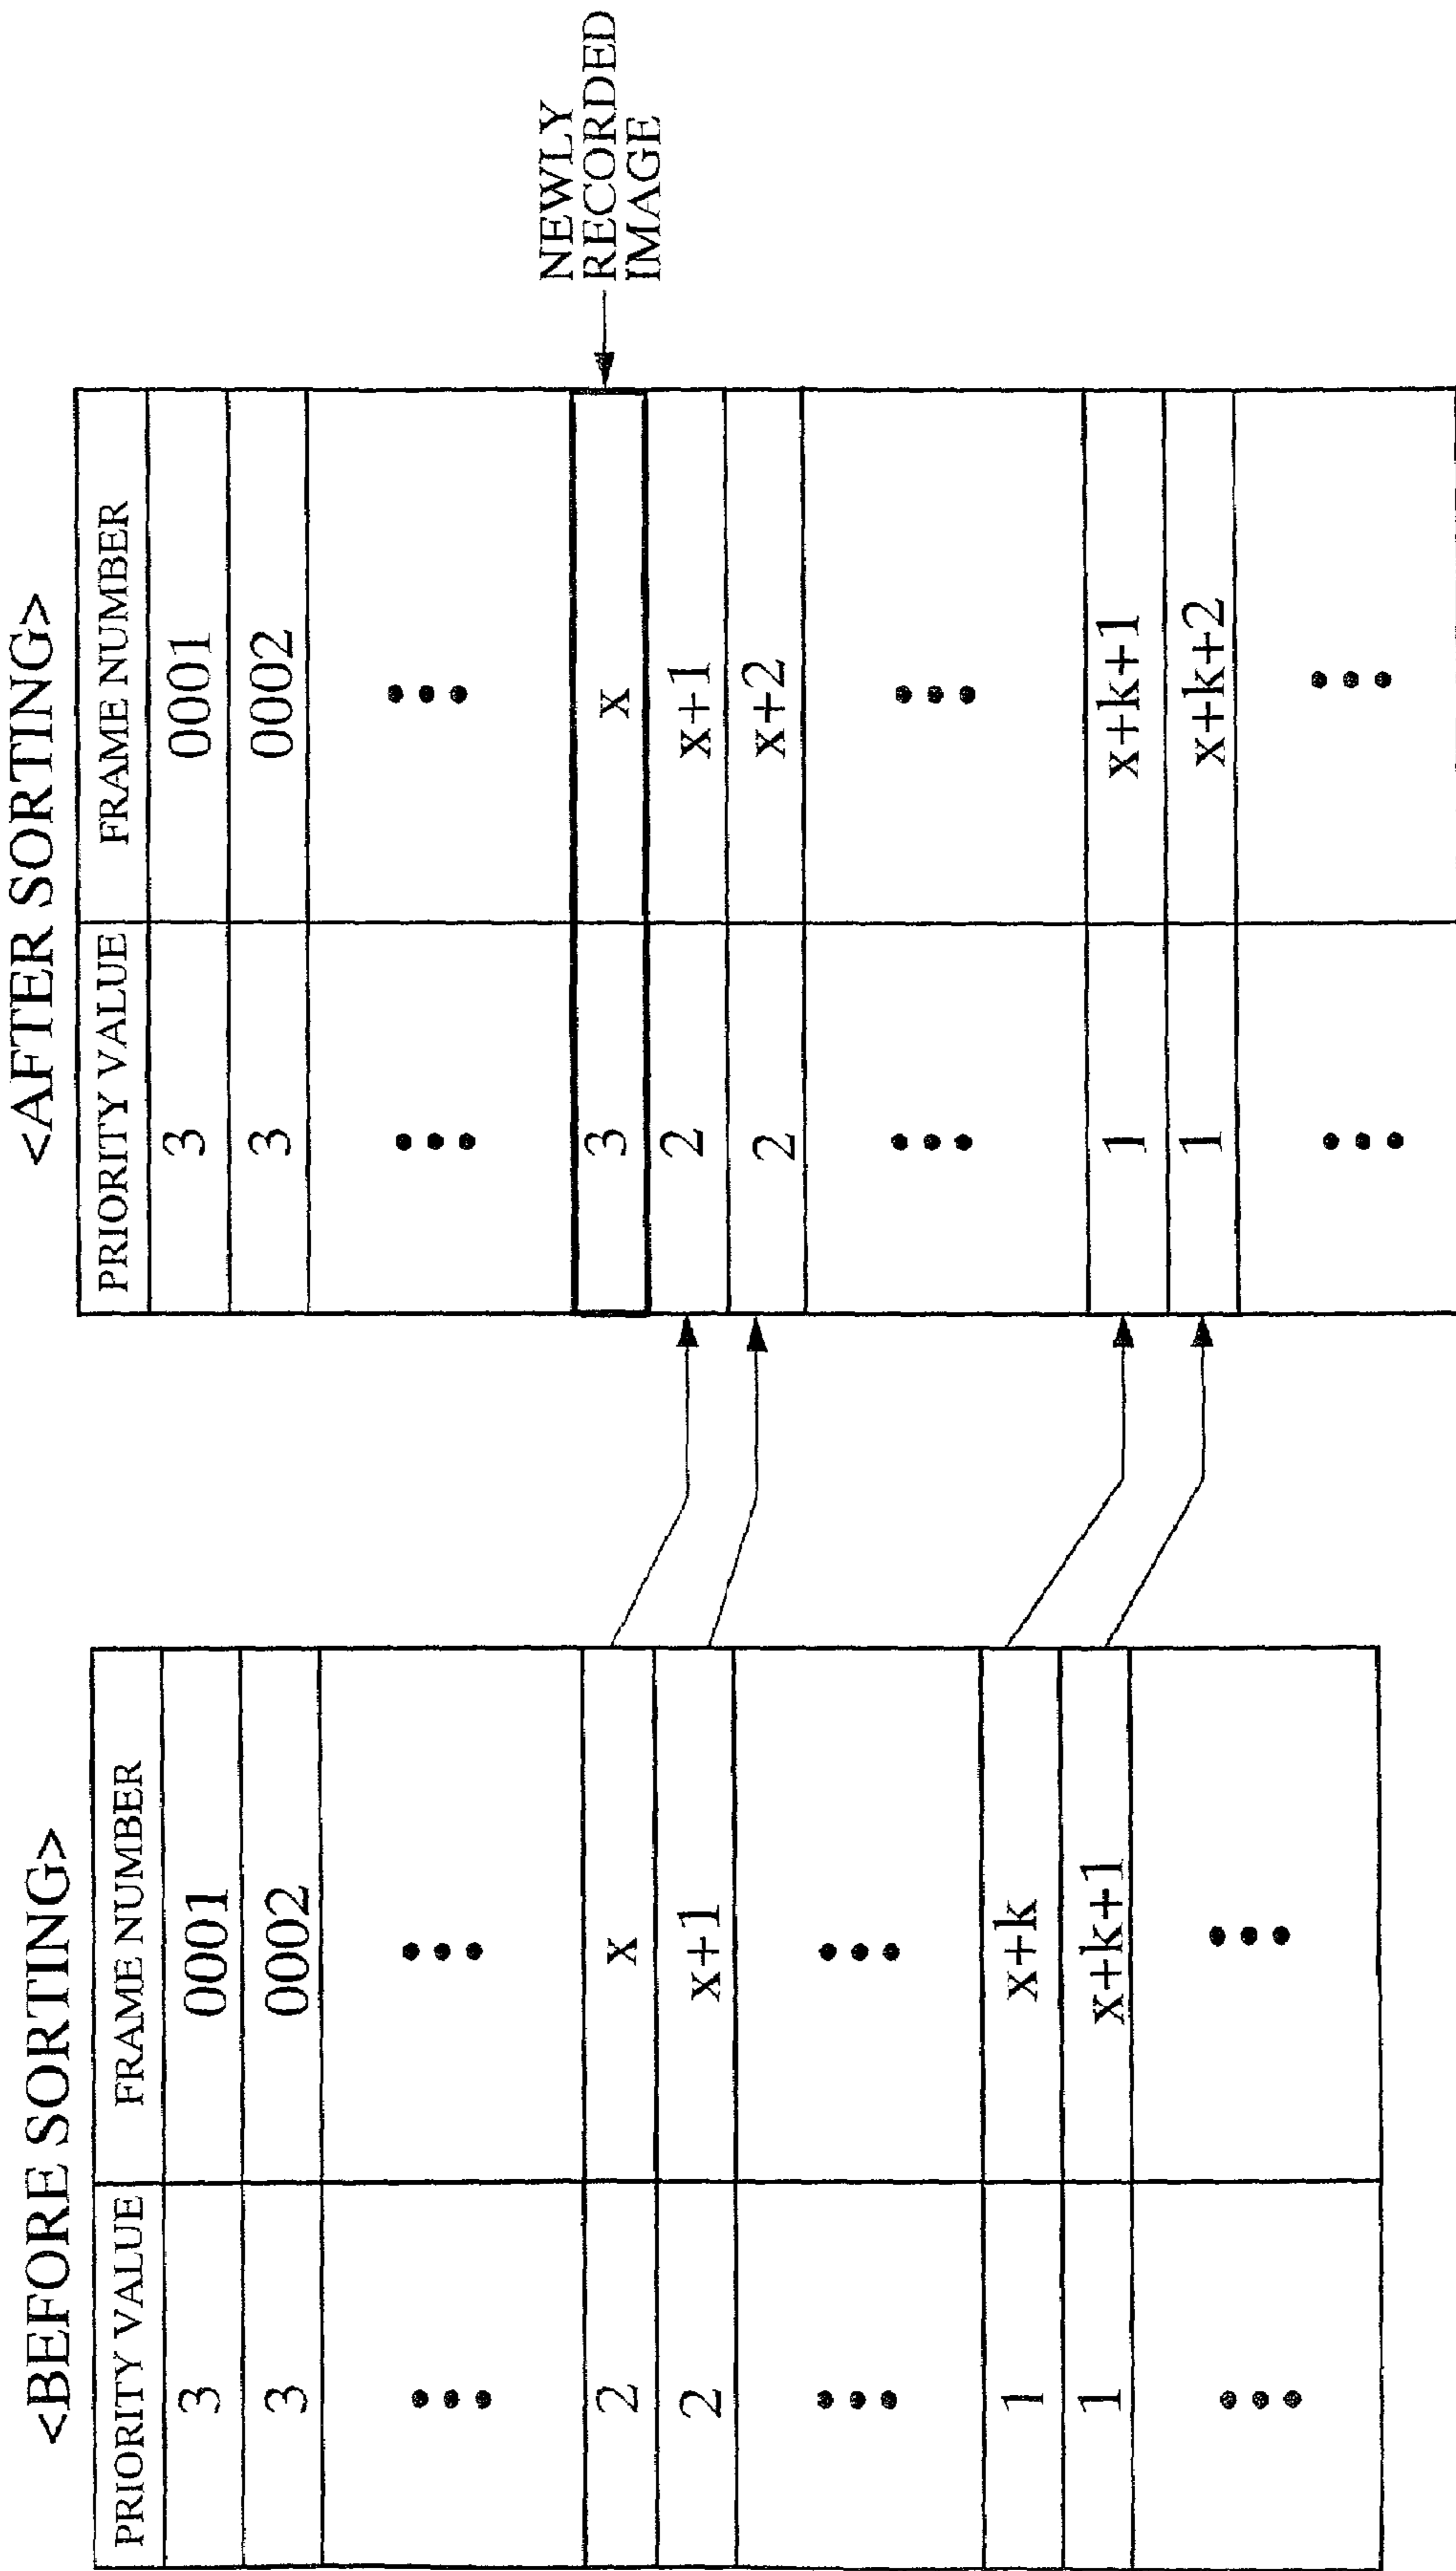 <BEFORE SORTING>
PRIORITY VALUE FRAME NUMBER
3 0001
3 0002
••• •••
2 x
2 x+1
••• •••
1 x+k
1 x+k+1
••• •••
<AFTER SORTING>
PRIORITY VALUE FRAME NUMBER
3 0001
3 0002
••• •••
3 x
2 x+1
2 x+2
••• •••
1 x+k+1
1 x+k+2
••• •••
NEWLY
RECORDED
IMAGE